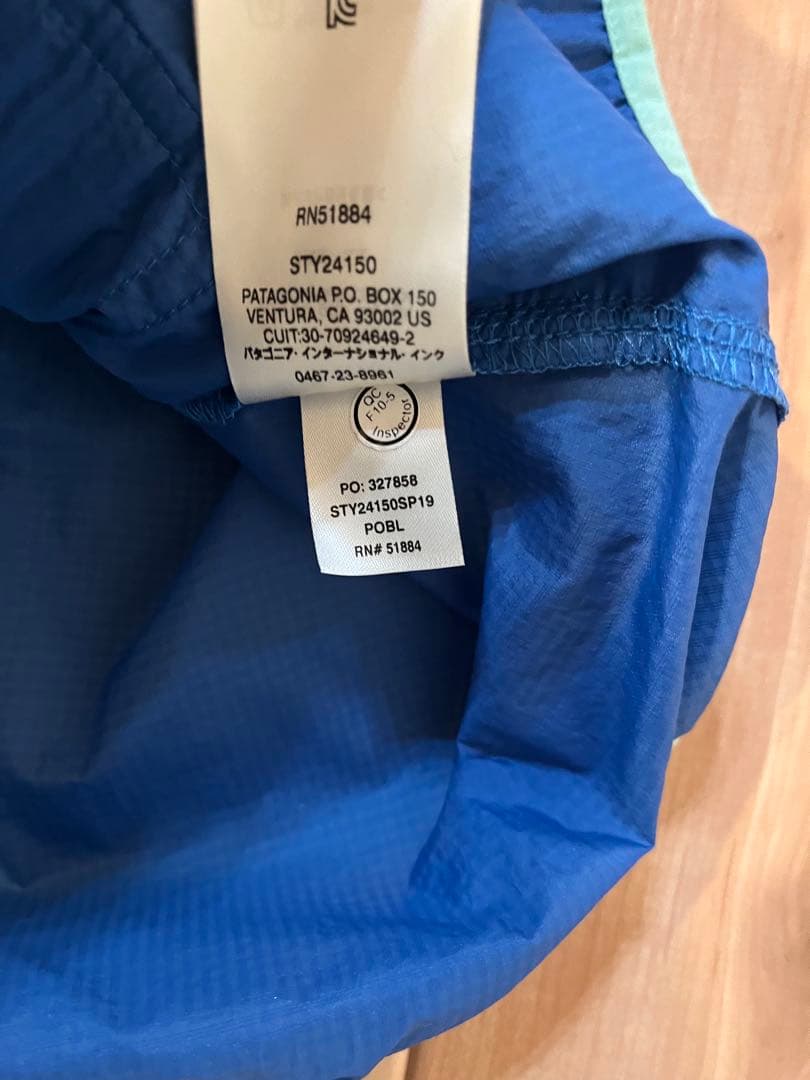 RN51884
STY24150
PATAGONIA P.O. BOX 150
VENTURA, CA 93002 US
CUIT:30-70924649-2
パタゴニア・インターナショナル・インク
0467-23-8961
QC
F10-5
Inspector
PO: 327858
STY24150SP19
POBL
RN# 51884